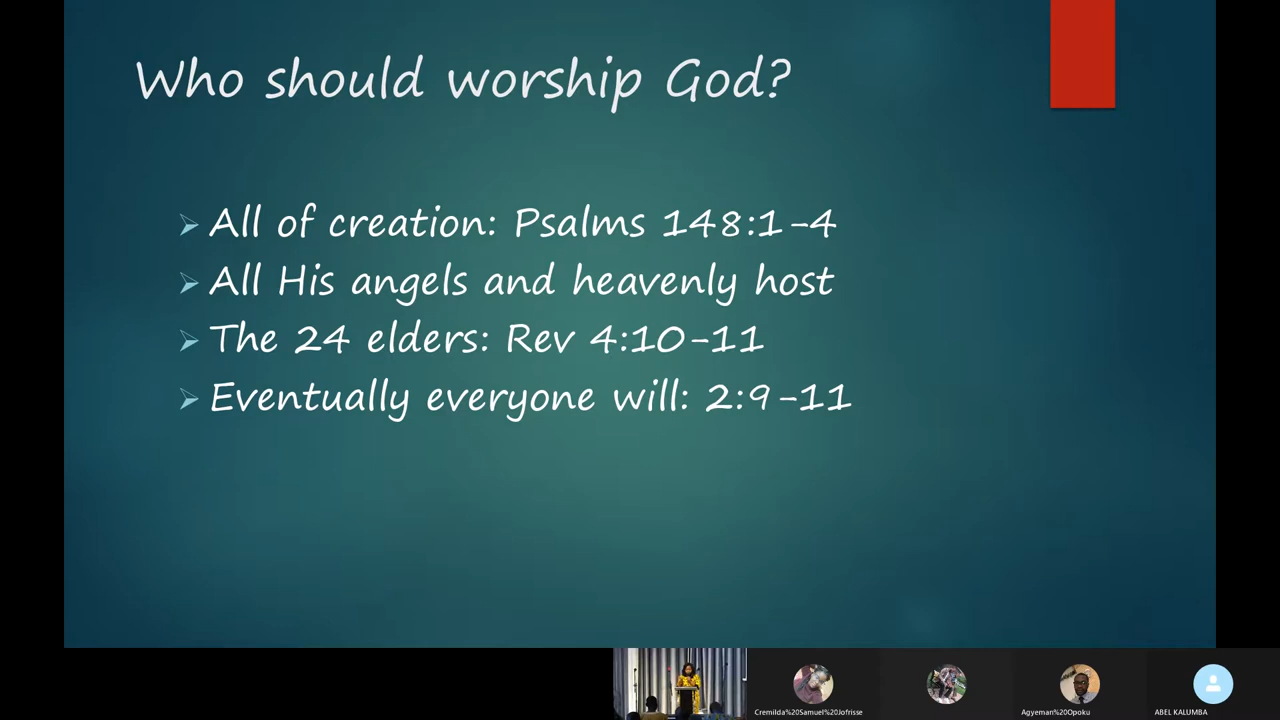 Who should worship God?
All of creation: Psalms 148:1-4
All His angels and heavenly host
The 24 elders: Rev 4:10-11
Eventually everyone will: 2:9-11
Cremilda%20Samuel%20Jofrisse
Agyeman%20Opoku
ABEL KALUMBA